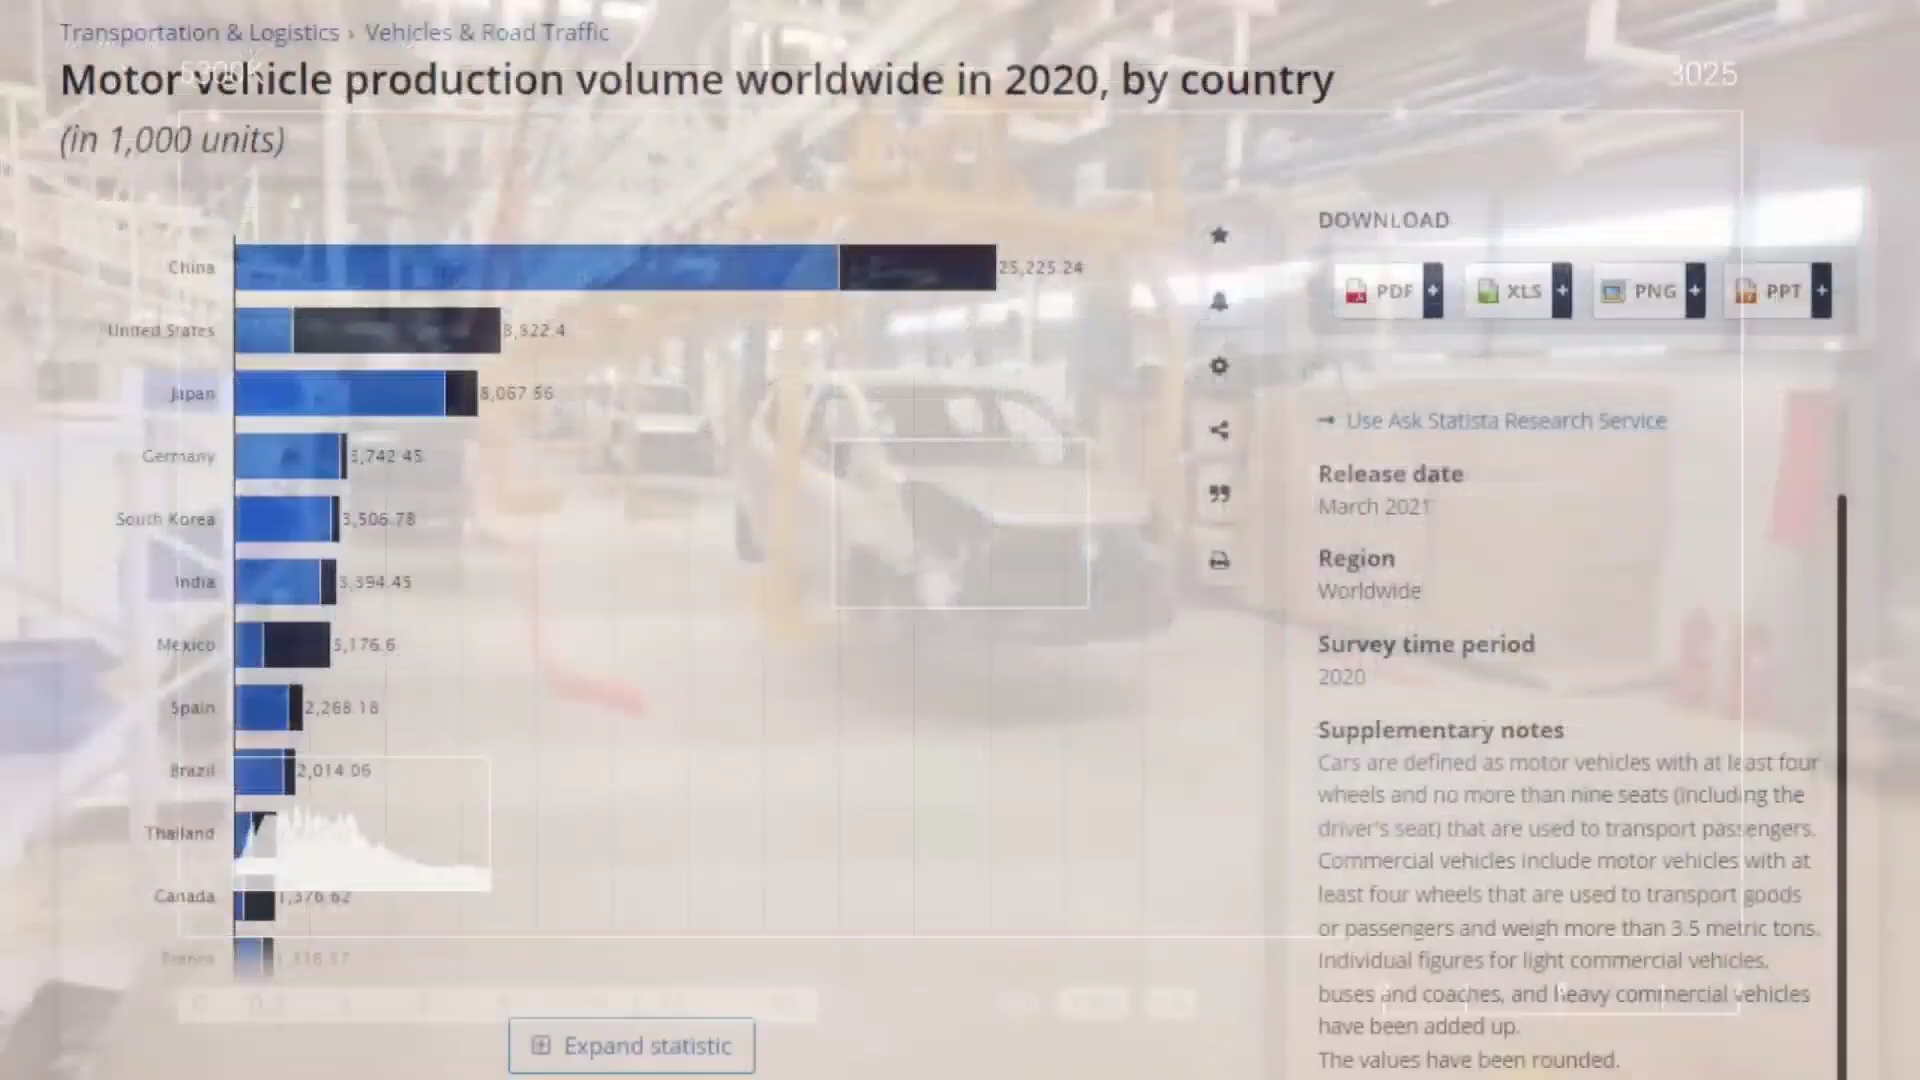 Transportation & Logistics › Vehicles & Road Traffic
5300K
Motor vehicle production volume worldwide in 2020, by country
3025
(in 1,000 units)
China 25,225.24
United States
Japan 8,067.56
Germany 3,742.45
South Korea 3,506.78
India 3,394.45
Mexico
Spain 2,268.18
Brazil 2,014.06
Thailand
Canada 1,376.62
France
Expand statistic
DOWNLOAD
PDF + XLS + PNG + PPT +
→ Use Ask Statista Research Service
Release date
March 2021
Region
Worldwide
Survey time period
2020
Supplementary notes
Cars are defined as motor vehicles with at least four
wheels and no more than nine seats (including the
driver's seat) that are used to transport passengers.
Commercial vehicles include motor vehicles with at
least four wheels that are used to transport goods
or passengers and weigh more than 3.5 metric tons.
Individual figures for light commercial vehicles,
buses and coaches, and heavy commercial vehicles
have been added up.
The values have been rounded.